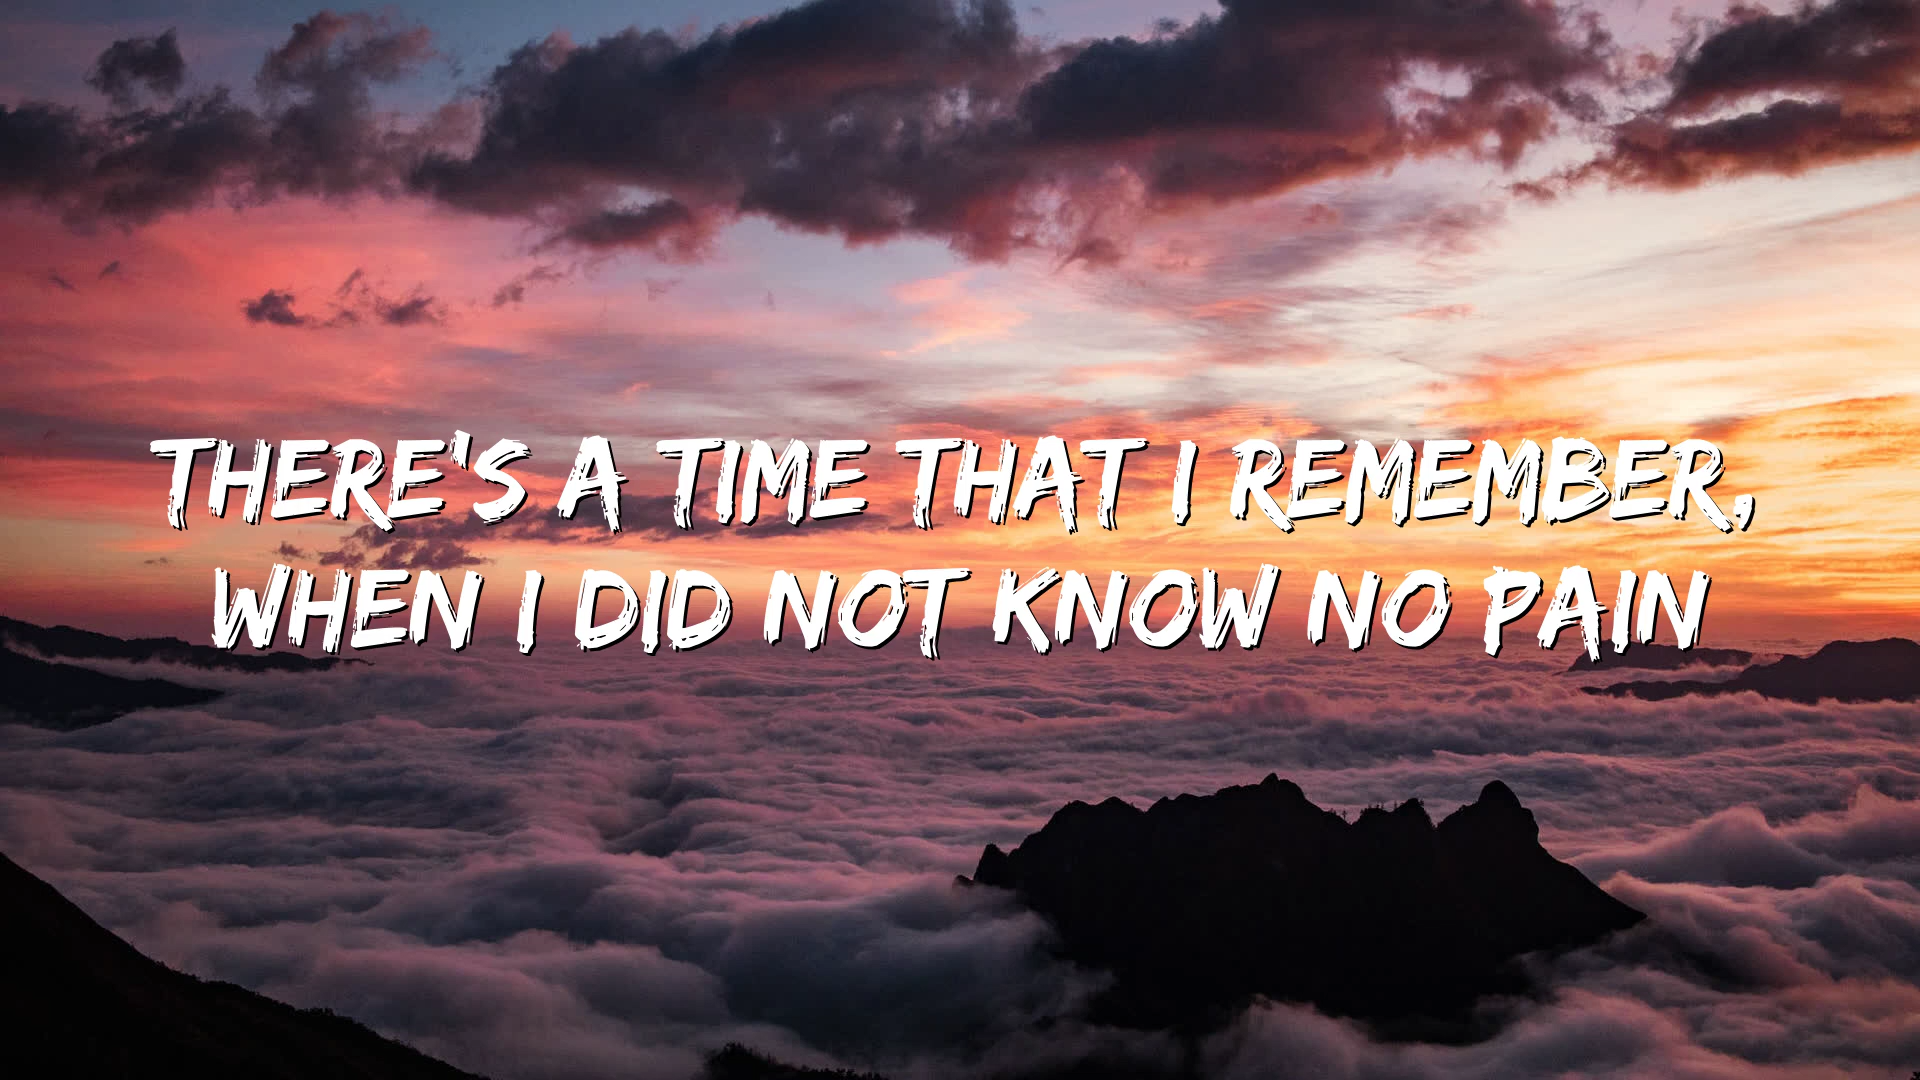 THERE'S A TIME THAT I REMEMBER,
WHEN I DID NOT KNOW NO PAIN